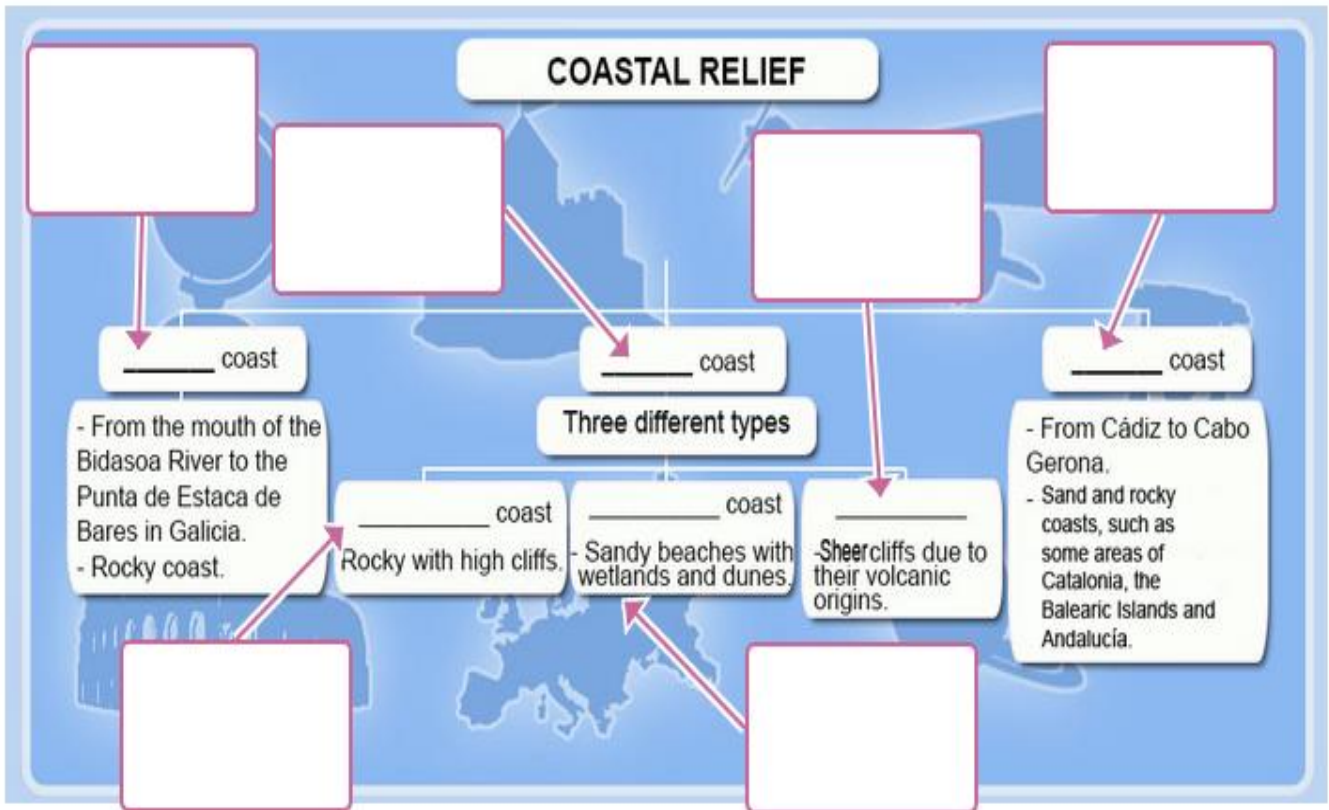 COASTAL RELIEF
_______ coast
- From the mouth of the
Bidasoa River to the
Punta de Estaca de
Bares in Galicia.
- Rocky coast.
_______ coast
Three different types
__________ coast
Rocky with high cliffs.
__________ coast
- Sandy beaches with
wetlands and dunes.
__________
-Sheer cliffs due to
their volcanic
origins.
_______ coast
- From Cádiz to Cabo
Gerona.
- Sand and rocky
coasts, such as
some areas of
Catalonia, the
Balearic Islands and
Andalucía.